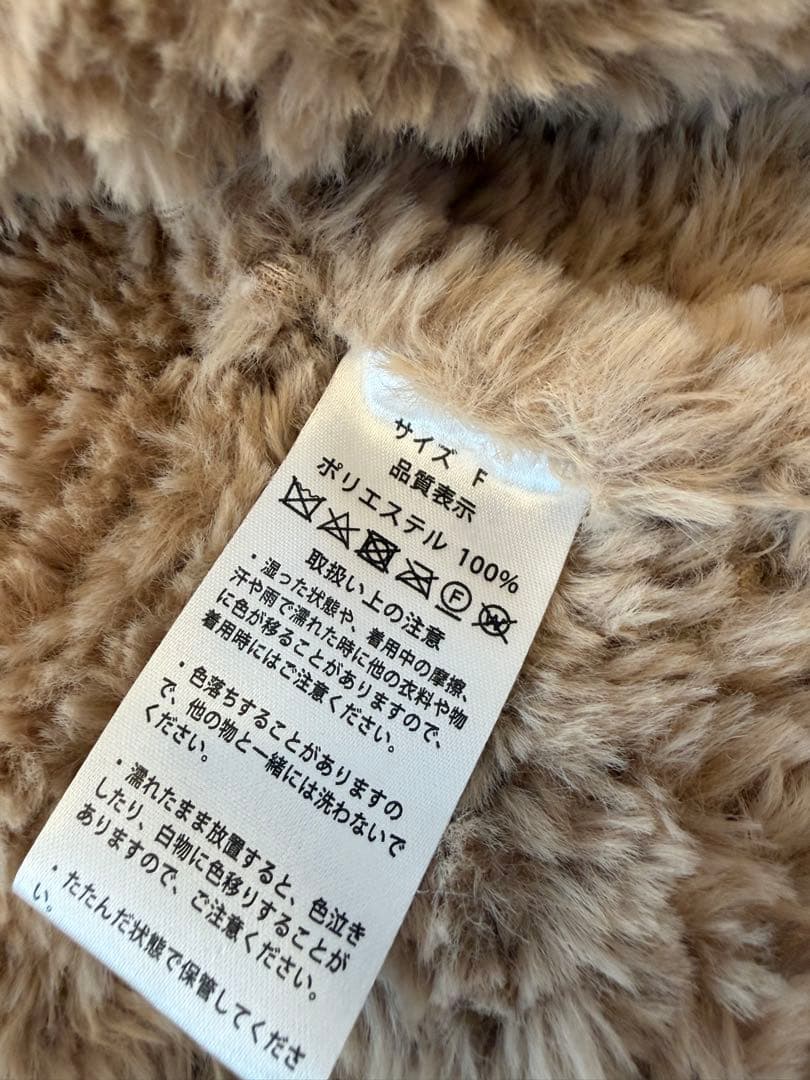 サイズ F
品質表示
ポリエステル 100%
F W
取扱い上の注意
・湿った状態や、着用中の摩擦、
汗や雨で濡れた時に他の衣料や物
に色が移ることがありますので、
着用時にはご注意ください。
・色落ちすることがありますの
で、他の物と一緒には洗わないで
ください。
・濡れたまま放置すると、色泣き
したり、白物に色移りすることが
ありますので、ご注意ください。
・たたんだ状態で保管してくださ
い。